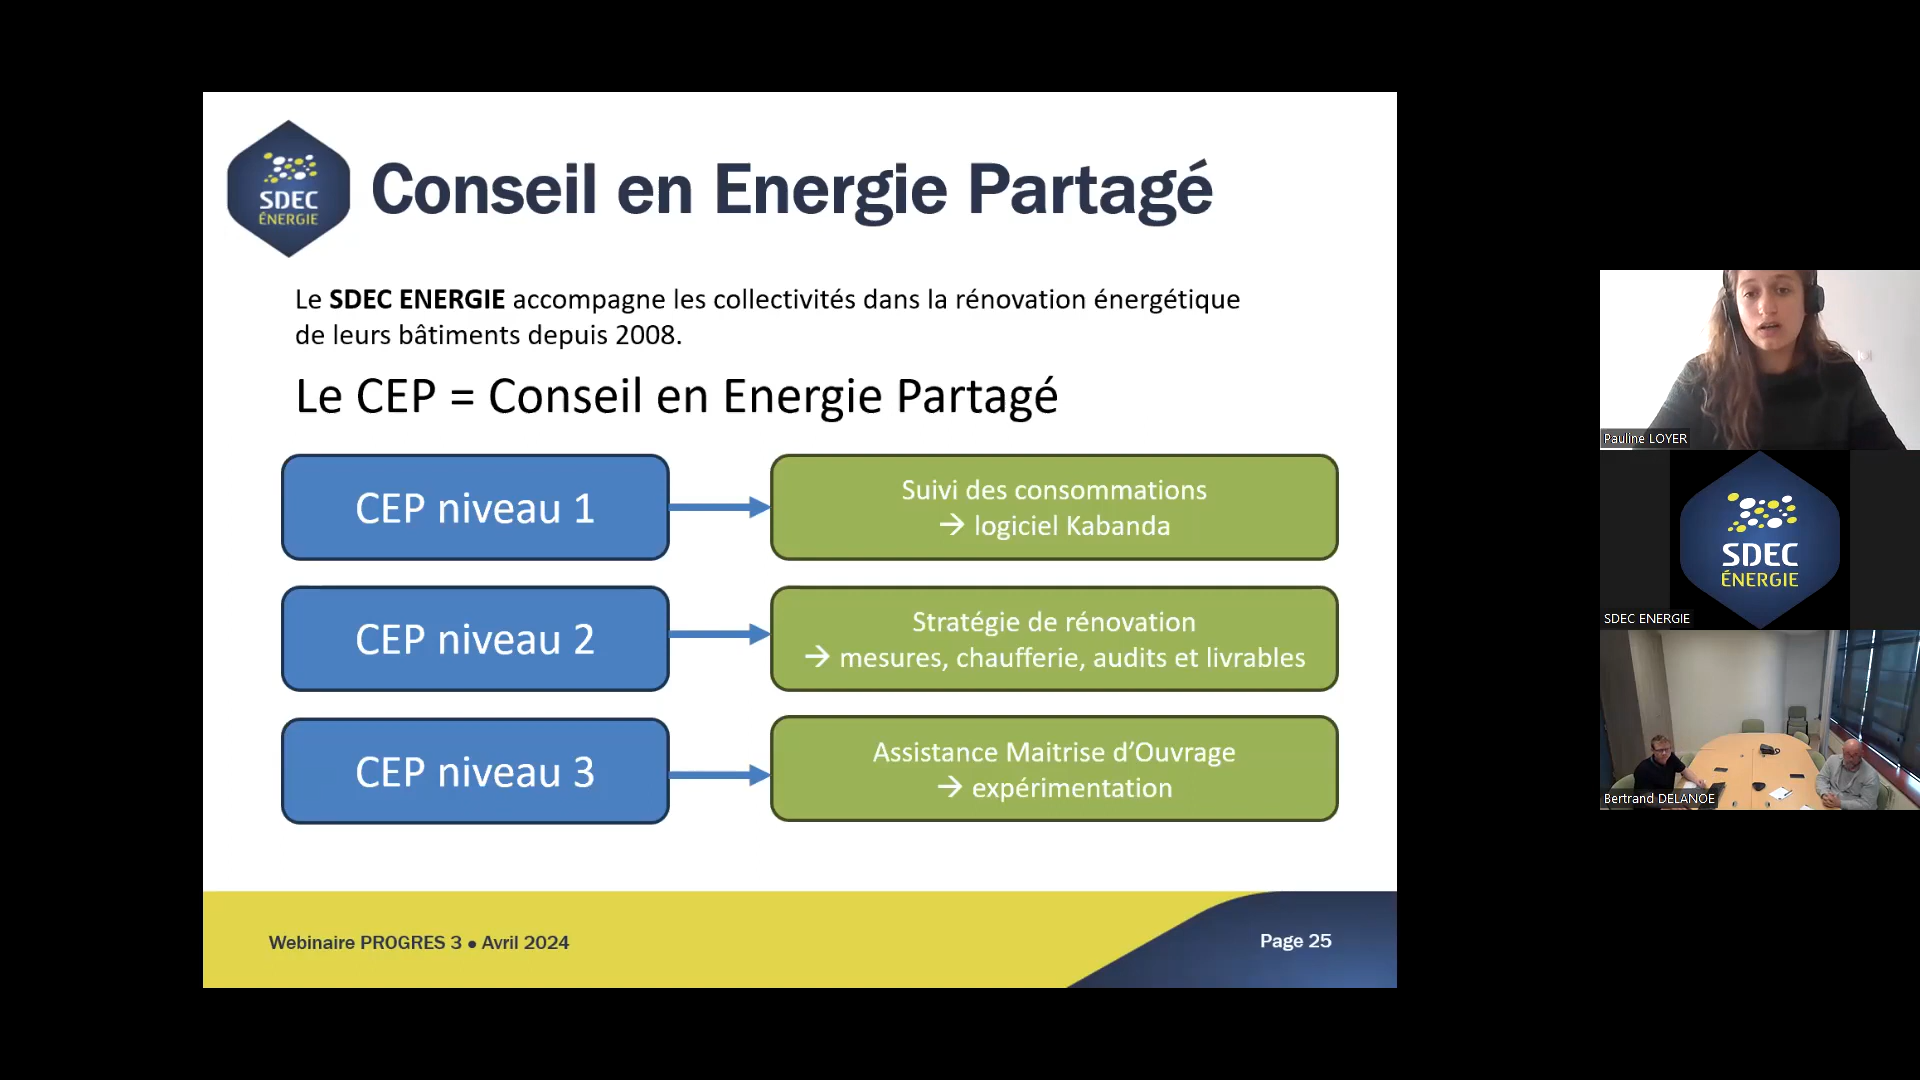 SDEC
ÉNERGIE
Conseil en Energie Partagé
Le SDEC ENERGIE accompagne les collectivités dans la rénovation énergétique
de leurs bâtiments depuis 2008.
Le CEP = Conseil en Energie Partagé
CEP niveau 1
Suivi des consommations
→ logiciel Kabanda
CEP niveau 2
Stratégie de rénovation
→ mesures, chaufferie, audits et livrables
CEP niveau 3
Assistance Maitrise d’Ouvrage
→ expérimentation
Webinaire PROGRES 3 ● Avril 2024
Page 25
Pauline LOYER
SDEC
ÉNERGIE
SDEC ENERGIE
Bertrand DELANOE